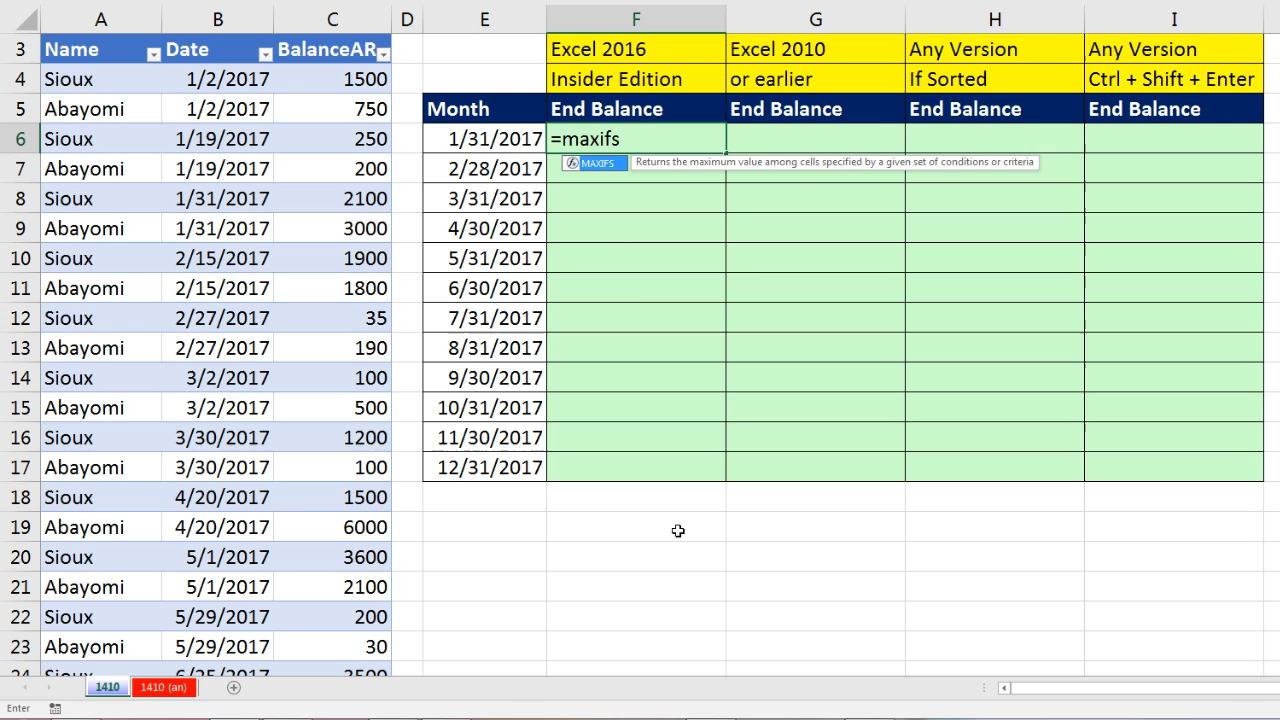 A B C D E F G H I
3 Name Date BalanceAR Excel 2016 Excel 2010 Any Version Any Version
4 Sioux 1/2/2017 1500 Insider Edition or earlier If Sorted Ctrl + Shift + Enter
5 Abayomi 1/2/2017 750 Month End Balance End Balance End Balance End Balance
6 Sioux 1/19/2017 250 1/31/2017 =maxifs
7 Abayomi 1/19/2017 200 2/28/2017 MAXIFS Returns the maximum value among cells specified by a given set of conditions or criteria
8 Sioux 1/31/2017 2100 3/31/2017
9 Abayomi 1/31/2017 3000 4/30/2017
10 Sioux 2/15/2017 1900 5/31/2017
11 Abayomi 2/15/2017 1800 6/30/2017
12 Sioux 2/27/2017 35 7/31/2017
13 Abayomi 2/27/2017 190 8/31/2017
14 Sioux 3/2/2017 100 9/30/2017
15 Abayomi 3/2/2017 500 10/31/2017
16 Sioux 3/30/2017 1200 11/30/2017
17 Abayomi 3/30/2017 100 12/31/2017
18 Sioux 4/20/2017 1500
19 Abayomi 4/20/2017 6000
20 Sioux 5/1/2017 3600
21 Abayomi 5/1/2017 2100
22 Sioux 5/29/2017 200
23 Abayomi 5/29/2017 30
24 Sioux 6/25/2017 3500
1410 1410 (an)
Enter